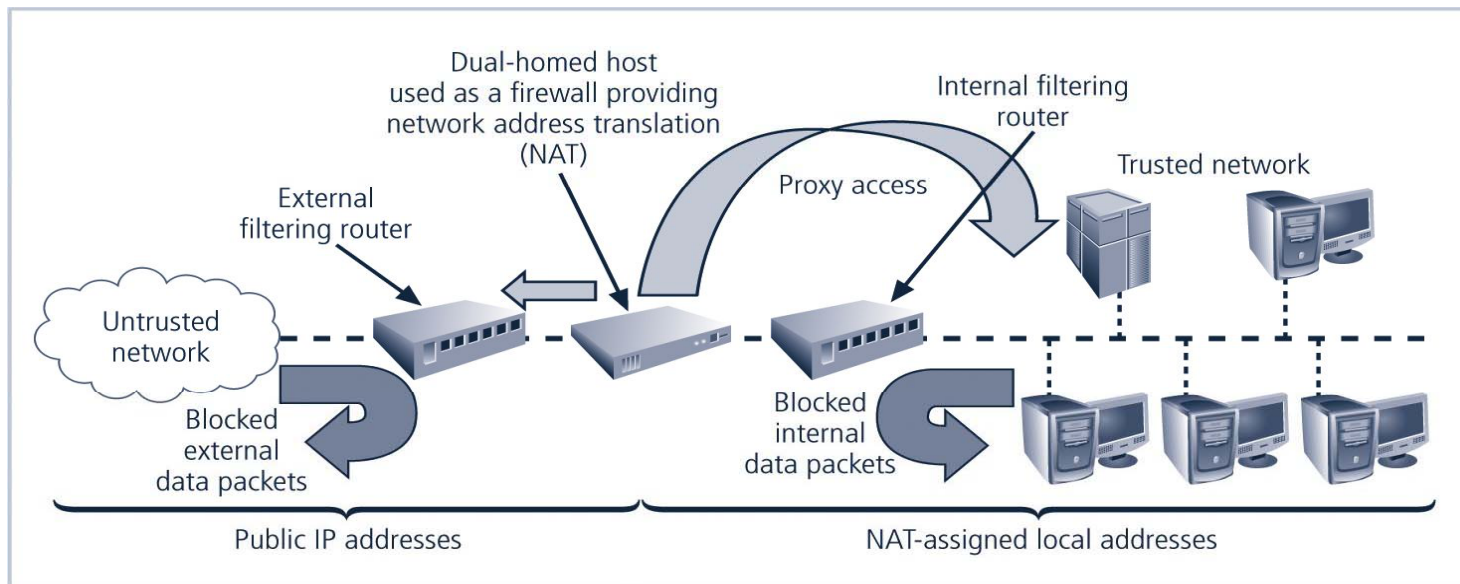 Dual-homed host
used as a firewall providing
network address translation
(NAT)
Internal filtering
router
Proxy access
Trusted network
External
filtering router
Untrusted
network
Blocked
external
data packets
Blocked
internal
data packets
Public IP addresses
NAT-assigned local addresses